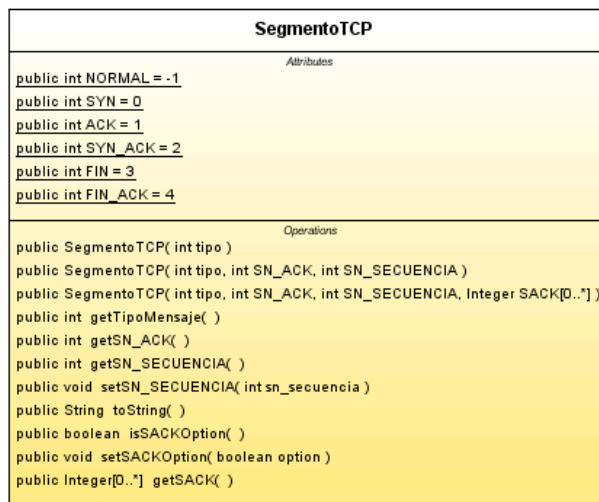 SegmentoTCP
Attributes
public int NORMAL = -1
public int SYN = 0
public int ACK = 1
public int SYN_ACK = 2
public int FIN = 3
public int FIN_ACK = 4
Operations
public SegmentoTCP( int tipo )
public SegmentoTCP( int tipo, int SN_ACK, int SN_SECUENCIA )
public SegmentoTCP( int tipo, int SN_ACK, int SN_SECUENCIA, Integer SACK[0..*] )
public int getTipoMensaje( )
public int getSN_ACK( )
public int getSN_SECUENCIA( )
public void setSN_SECUENCIA( int sn_secuencia )
public String toString( )
public boolean isSACKOption( )
public void setSACKOption( boolean option )
public Integer[0..*] getSACK( )